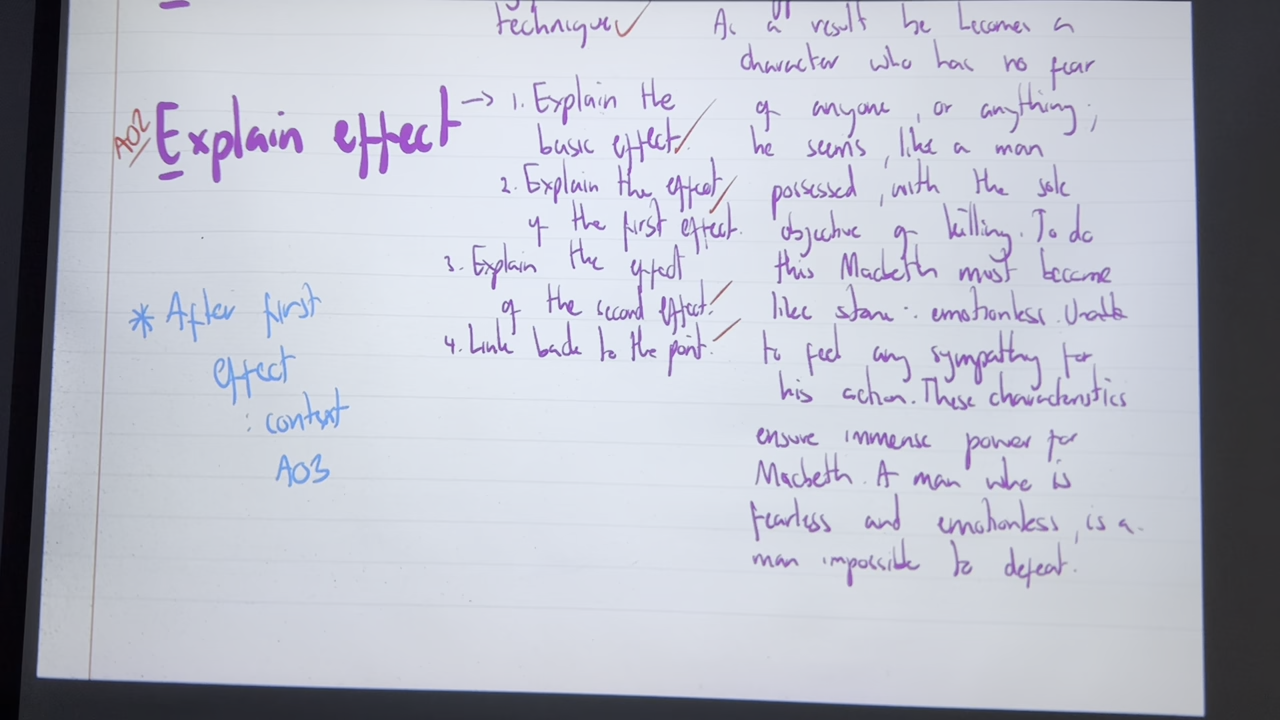 technique ✓
AO2
Explain effect → 1. Explain the
basic effect ✓
2. Explain the effect
of the first effect.
3. Explain the effect
of the second effect.
4. Link back to the point.
* After first
effect
: context
AO3
As a result he becomes a
character who has no fear
of anyone, or anything;
he seems, like a man
possessed, with the sole
objective of killing. To do
this Macbeth must become
like stone : emotionless. Unable
to feel any sympathy for
his action. These characteristics
ensure immense power for
Macbeth. A man who is
fearless and emotionless, is a
man impossible to defeat.